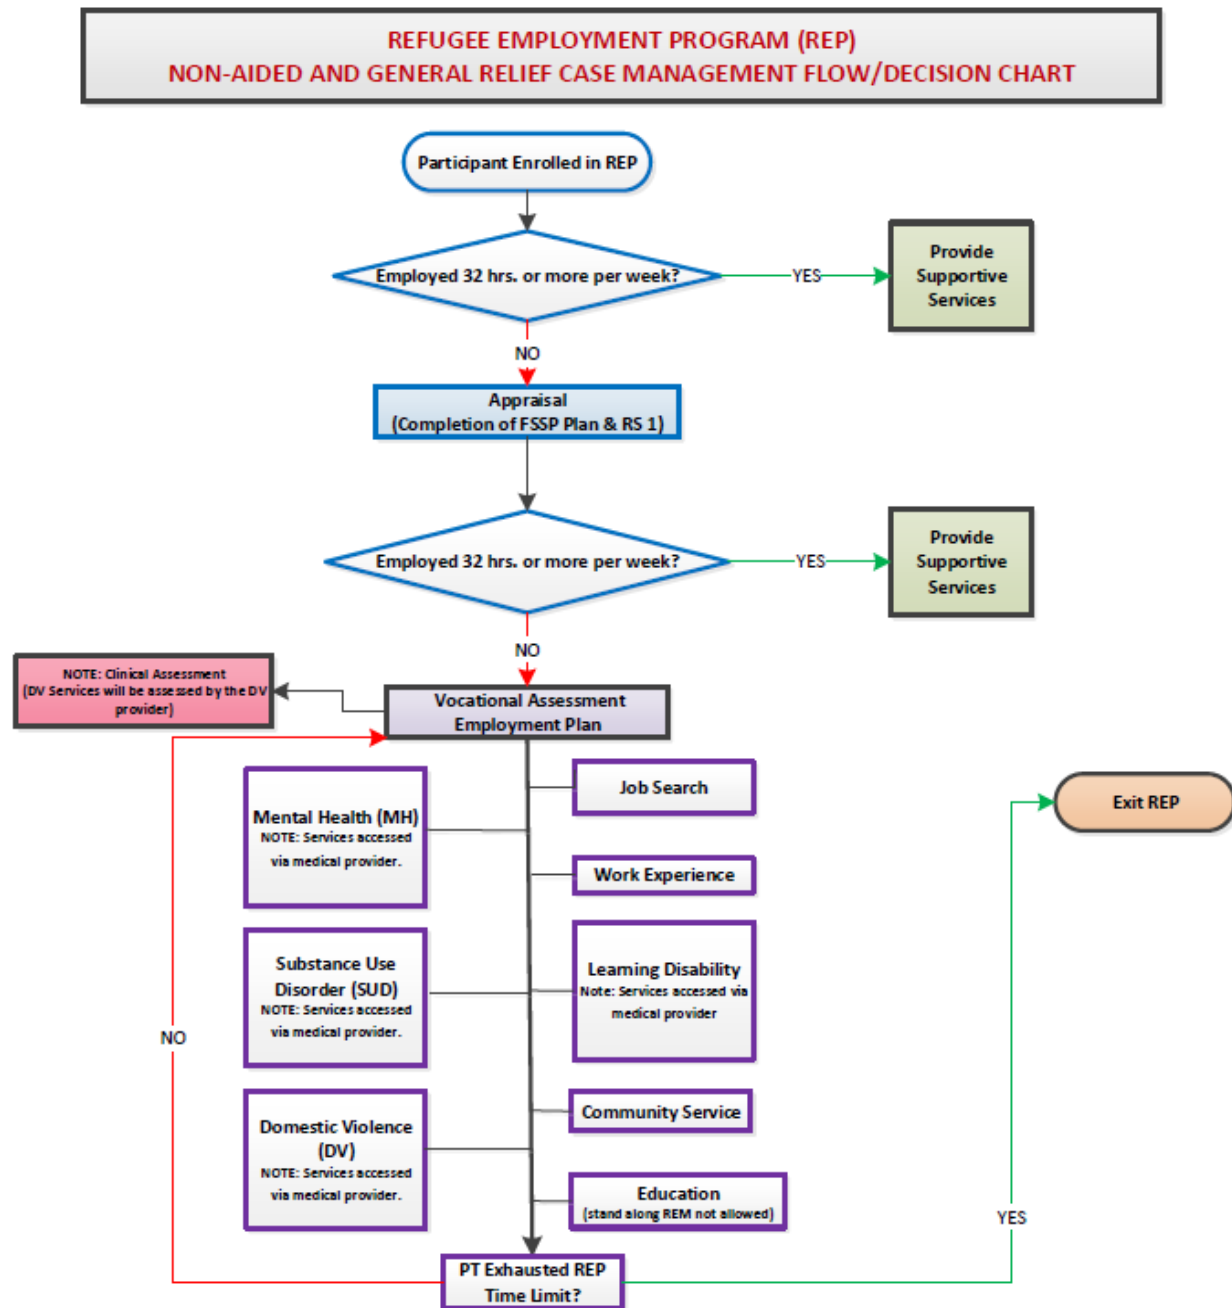 REFUGEE EMPLOYMENT PROGRAM (REP)
NON-AIDED AND GENERAL RELIEF CASE MANAGEMENT FLOW/DECISION CHART
Participant Enrolled in REP
Employed 32 hrs. or more per week?
YES
Provide
Supportive
Services
NO
Appraisal
(Completion of FSSP Plan & RS 1)
Employed 32 hrs. or more per week?
YES
Provide
Supportive
Services
NO
NOTE: Clinical Assessment
(DV Services will be assessed by the DV
provider)
Vocational Assessment
Employment Plan
Mental Health (MH)
NOTE: Services accessed
via medical provider.
Job Search
Exit REP
Work Experience
Substance Use
Disorder (SUD)
NOTE: Services accessed
via medical provider.
Learning Disability
Note: Services accessed via
medical provider
NO
Domestic Violence
(DV)
NOTE: Services accessed
via medical provider.
Community Service
Education
(stand along REM not allowed)
YES
PT Exhausted REP
Time Limit?